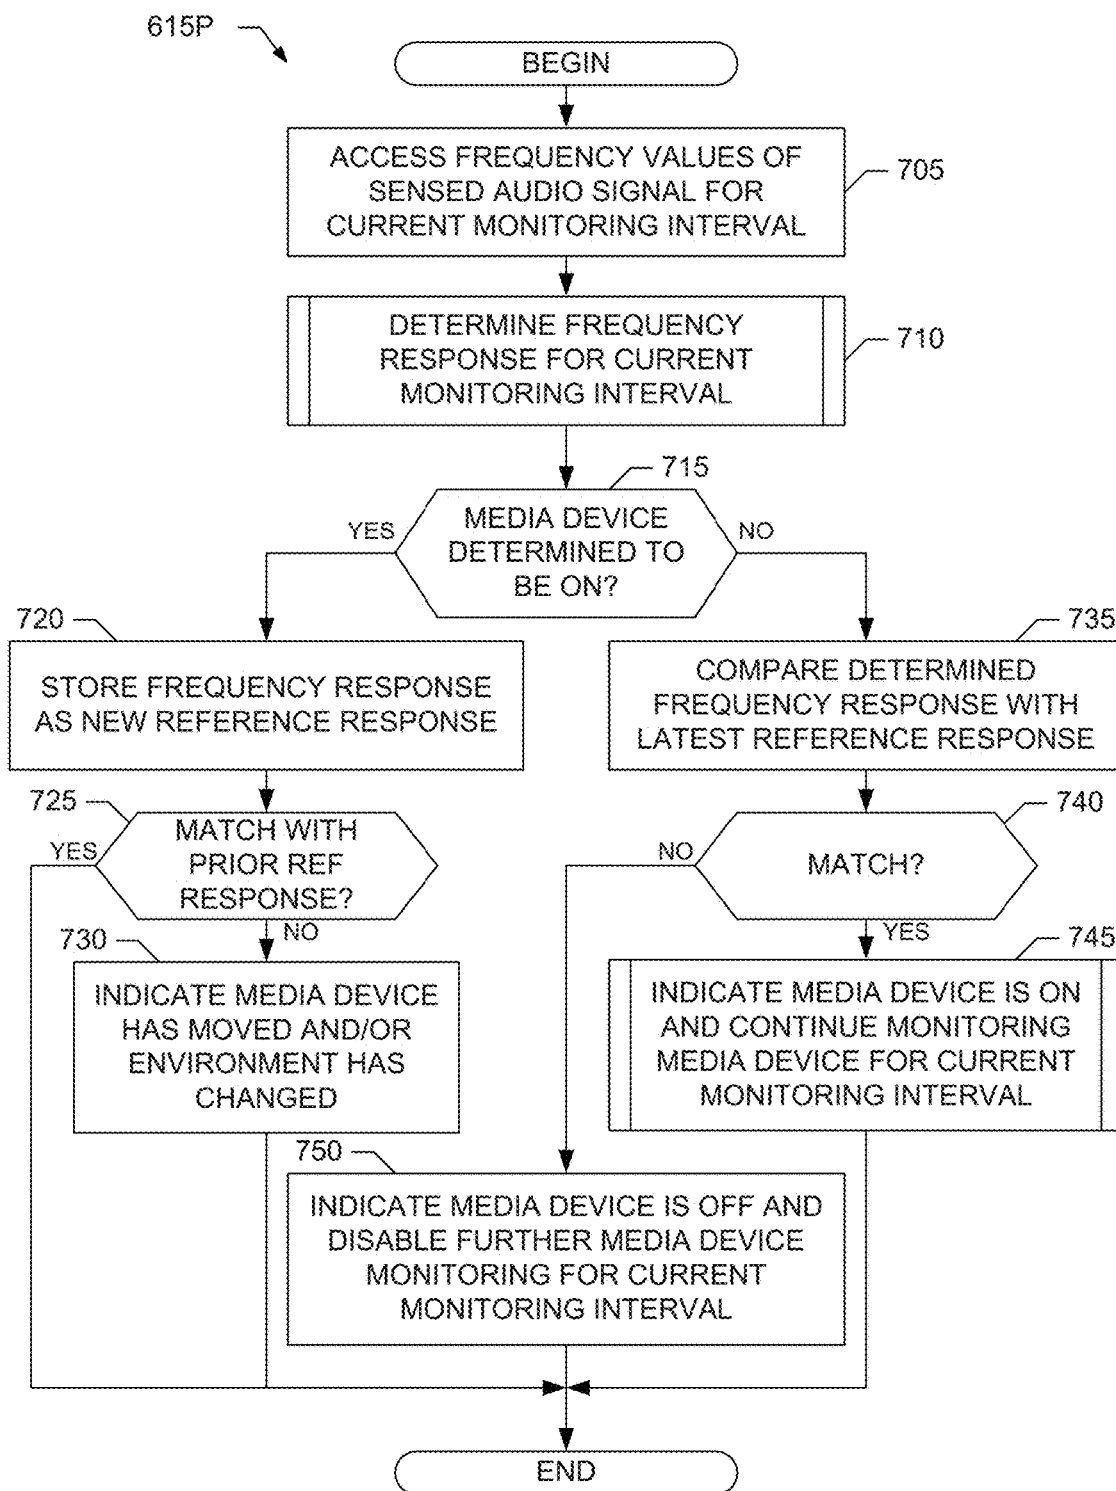 615P
BEGIN
ACCESS FREQUENCY VALUES OF
SENSED AUDIO SIGNAL FOR
CURRENT MONITORING INTERVAL
705
DETERMINE FREQUENCY
RESPONSE FOR CURRENT
MONITORING INTERVAL
710
715
YES
MEDIA DEVICE
DETERMINED TO
BE ON?
NO
720
STORE FREQUENCY RESPONSE
AS NEW REFERENCE RESPONSE
735
COMPARE DETERMINED
FREQUENCY RESPONSE WITH
LATEST REFERENCE RESPONSE
725
YES
MATCH WITH
PRIOR REF
RESPONSE?
NO
740
NO
MATCH?
YES
730
INDICATE MEDIA DEVICE
HAS MOVED AND/OR
ENVIRONMENT HAS
CHANGED
745
INDICATE MEDIA DEVICE IS ON
AND CONTINUE MONITORING
MEDIA DEVICE FOR CURRENT
MONITORING INTERVAL
750
INDICATE MEDIA DEVICE IS OFF AND
DISABLE FURTHER MEDIA DEVICE
MONITORING FOR CURRENT
MONITORING INTERVAL
END